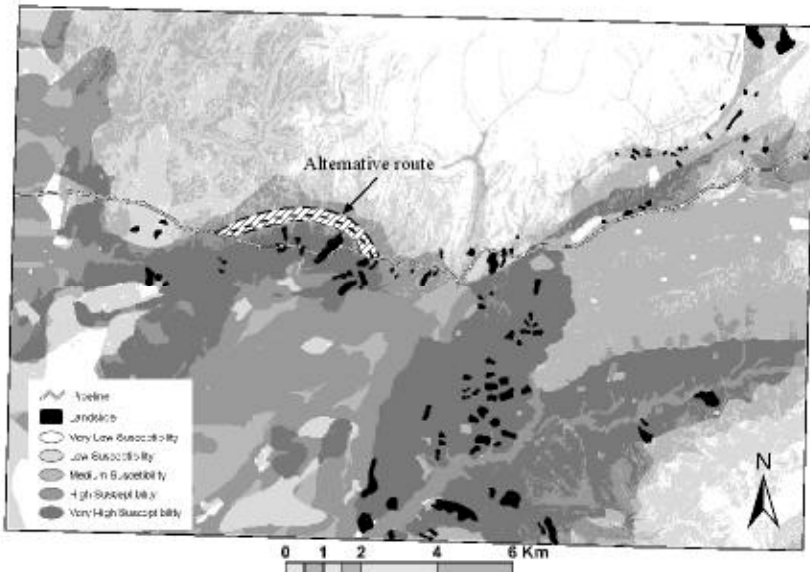 Alternative route
Pipeline
Landslide
Very Low Susceptibility
Low Susceptibility
Medium Suscetibility
High Susceptibility
Very High Susceptibility
N
0 1 2 4 6 Km